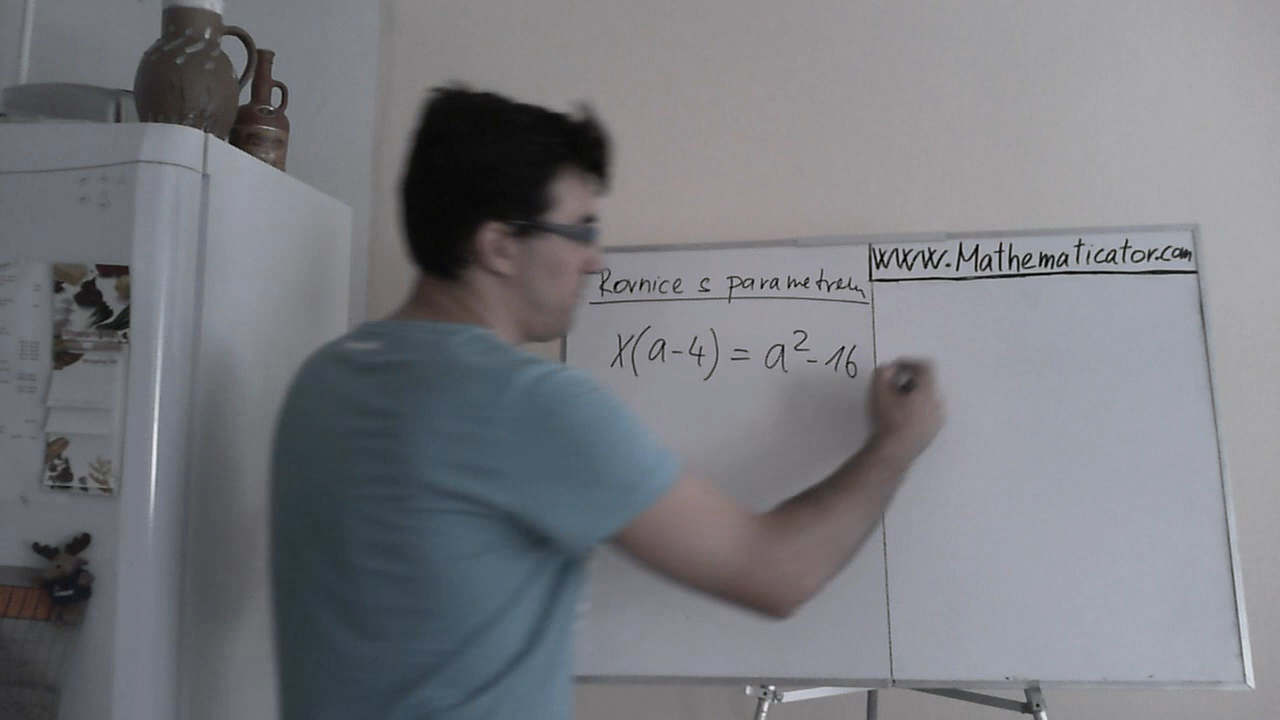 www.Mathematicator.com
Rovnice s parametrem
x(a-4) = a²-16